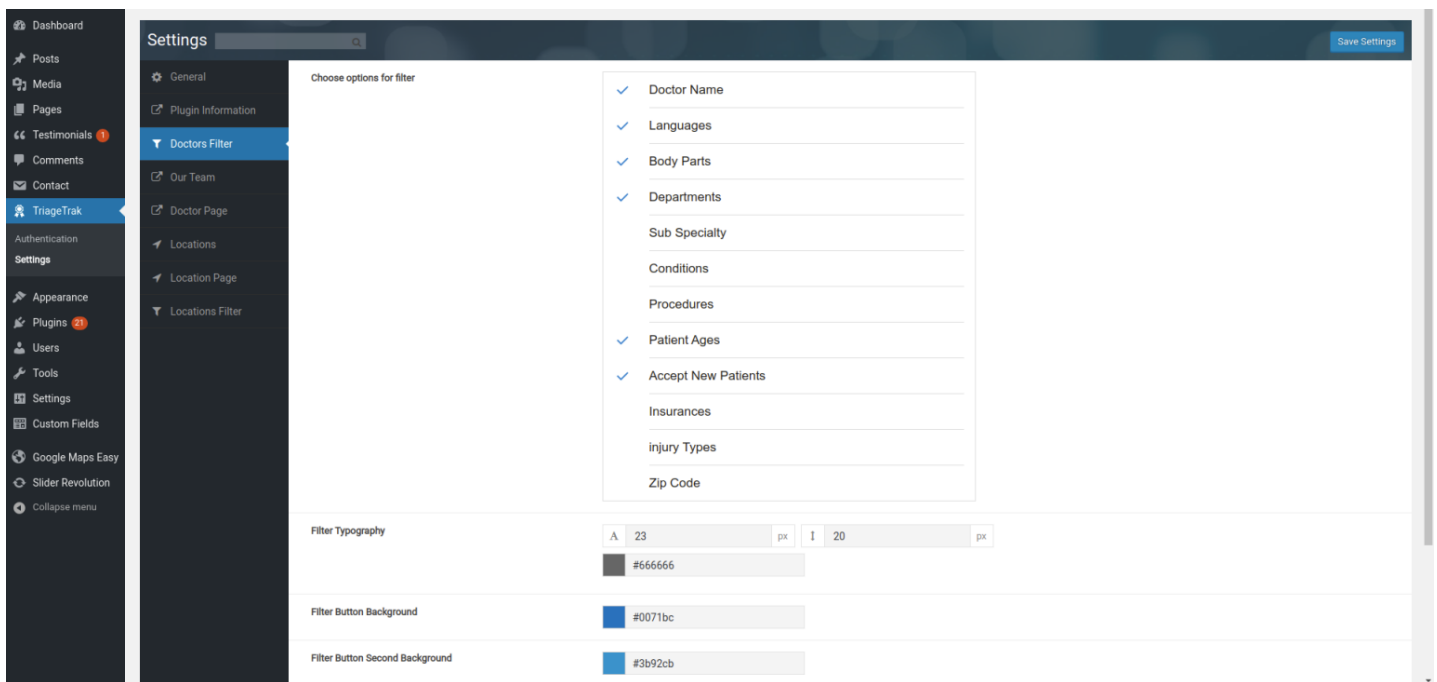 Dashboard
Posts
Media
Pages
Testimonials 1
Comments
Contact
TriageTrak
Authentication
Settings
Appearance
Plugins 21
Users
Tools
Settings
Custom Fields
Google Maps Easy
Slider Revolution
Collapse menu
Settings
Save Settings
General
Plugin Information
Doctors Filter
Our Team
Doctor Page
Locations
Location Page
Locations Filter
Choose options for filter
Doctor Name
Languages
Body Parts
Departments
Sub Specialty
Conditions
Procedures
Patient Ages
Accept New Patients
Insurances
injury Types
Zip Code
Filter Typography
A 23 px 20 px
#666666
Filter Button Background
#0071bc
Filter Button Second Background
#3b92cb